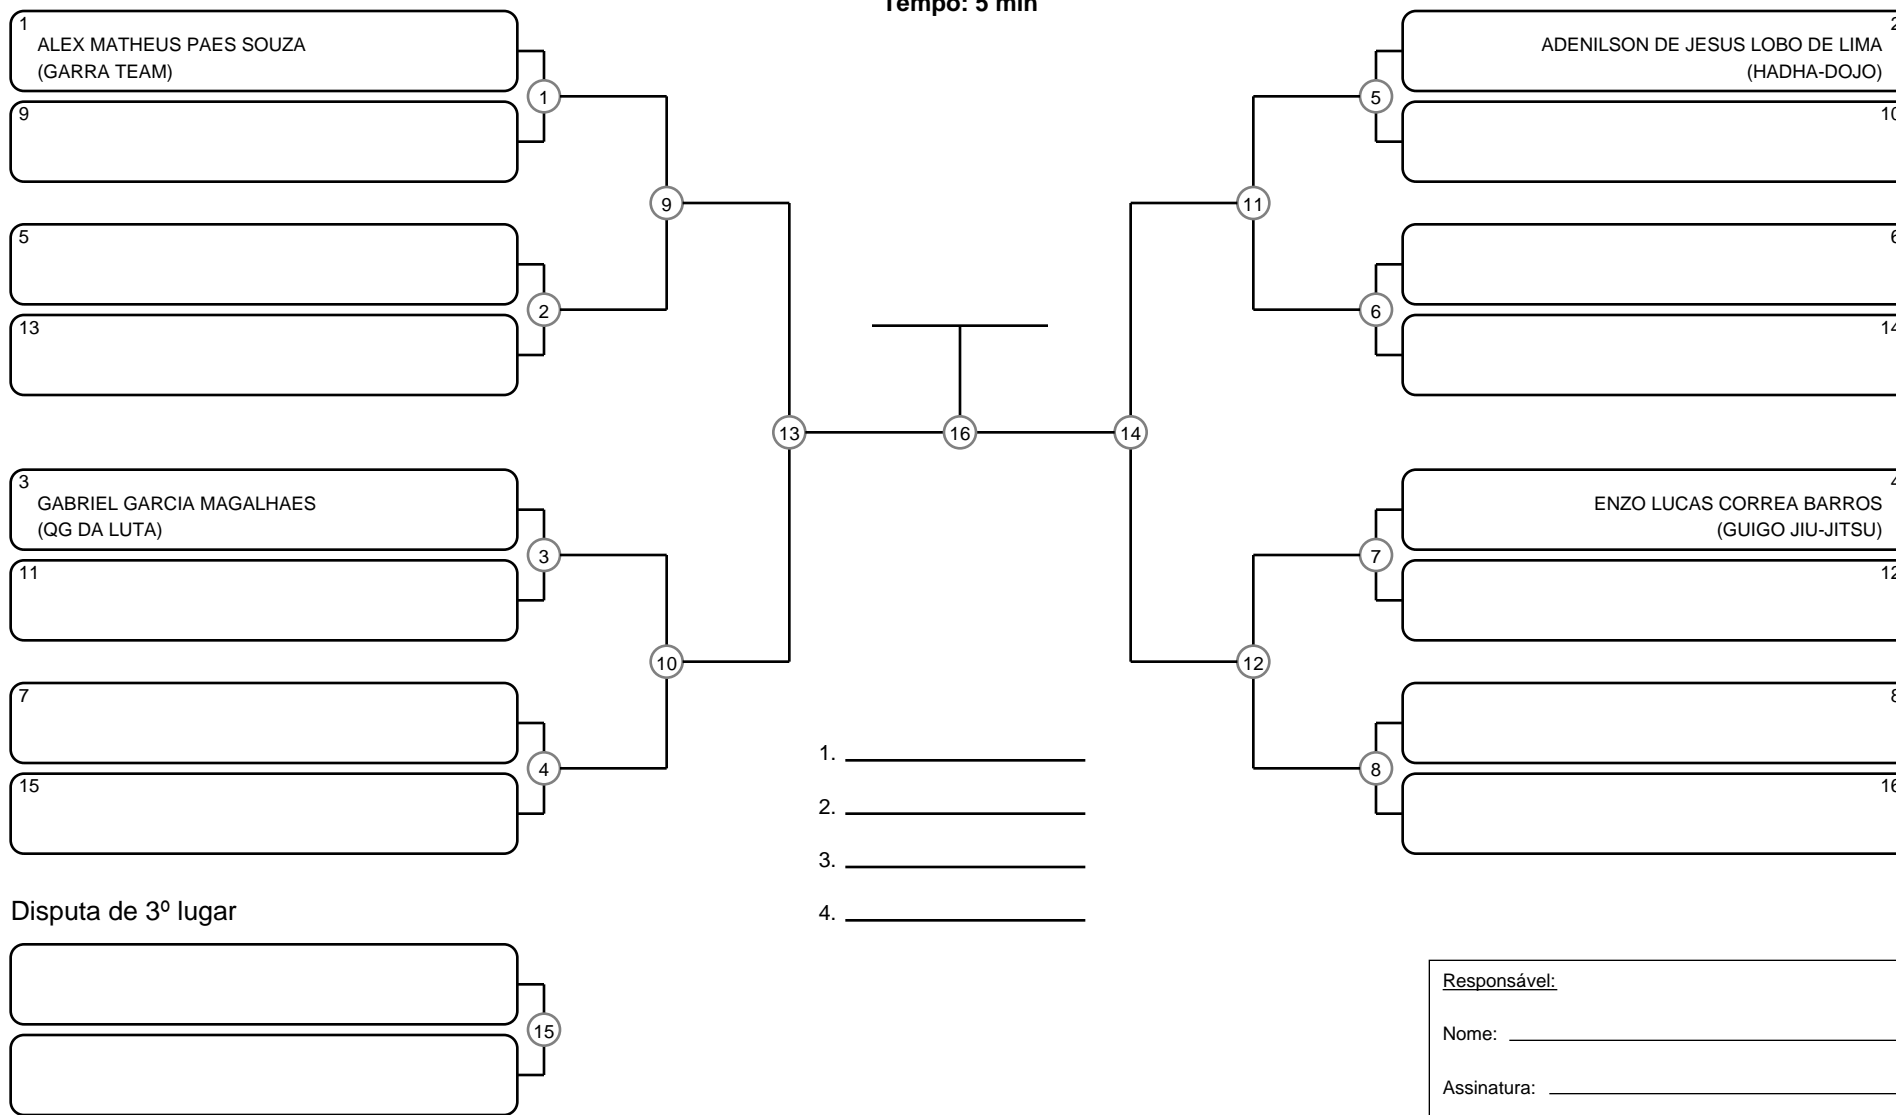 Tempo: 5 min
1
ALEX MATHEUS PAES SOUZA
(GARRA TEAM)
9
5
13
3
GABRIEL GARCIA MAGALHAES
(QG DA LUTA)
11
7
15
1
2
3
4
9
10
13
16
14
11
12
5
6
7
8
2
ADENILSON DE JESUS LOBO DE LIMA
(HADHA-DOJO)
10
6
14
4
ENZO LUCAS CORREA BARROS
(GUIGO JIU-JITSU)
12
8
16
1.
2.
3.
4.
Disputa de 3º lugar
15
Responsável:
Nome:
Assinatura: